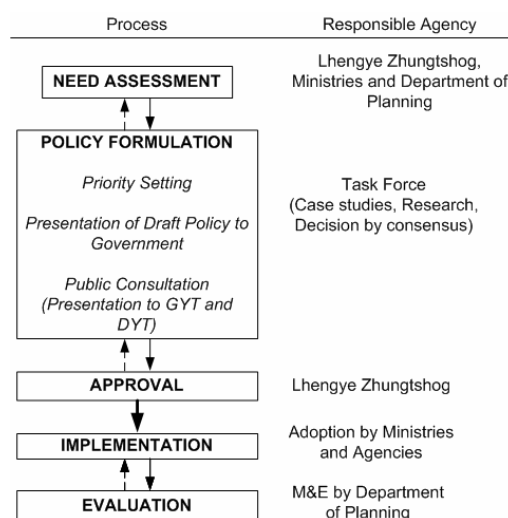 Process
Responsible Agency
NEED ASSESSMENT
Lhengye Zhungtshog,
Ministries and Department of
Planning
POLICY FORMULATION
Priority Setting
Presentation of Draft Policy to
Government
Public Consultation
(Presentation to GYT and
DYT)
Task Force
(Case studies, Research,
Decision by consensus)
APPROVAL
Lhengye Zhungtshog
IMPLEMENTATION
Adoption by Ministries
and Agencies
EVALUATION
M&E by Department
of Planning